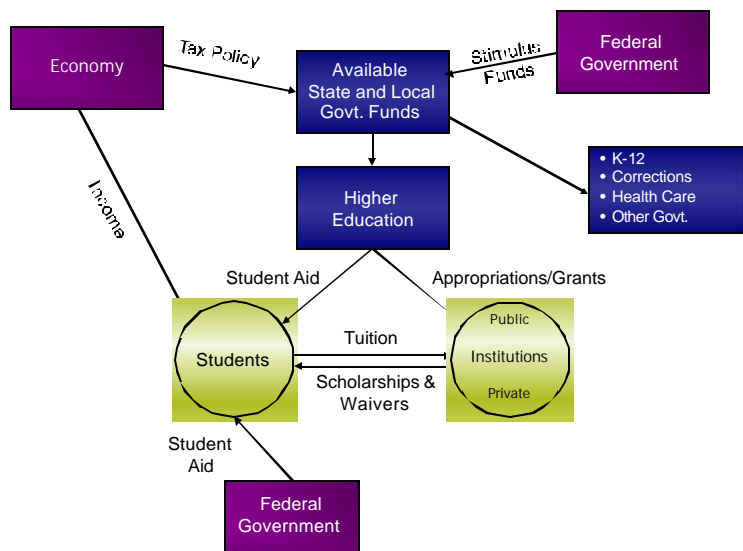 Economy
Tax Policy
Available
State and Local
Govt. Funds
Stimulus
Funds
Federal
Government
• K-12
• Corrections
• Health Care
• Other Govt.
Higher
Education
Income
Student Aid
Appropriations/Grants
Students
Tuition
Scholarships &
Waivers
Public
Institutions
Private
Student
Aid
Federal
Government